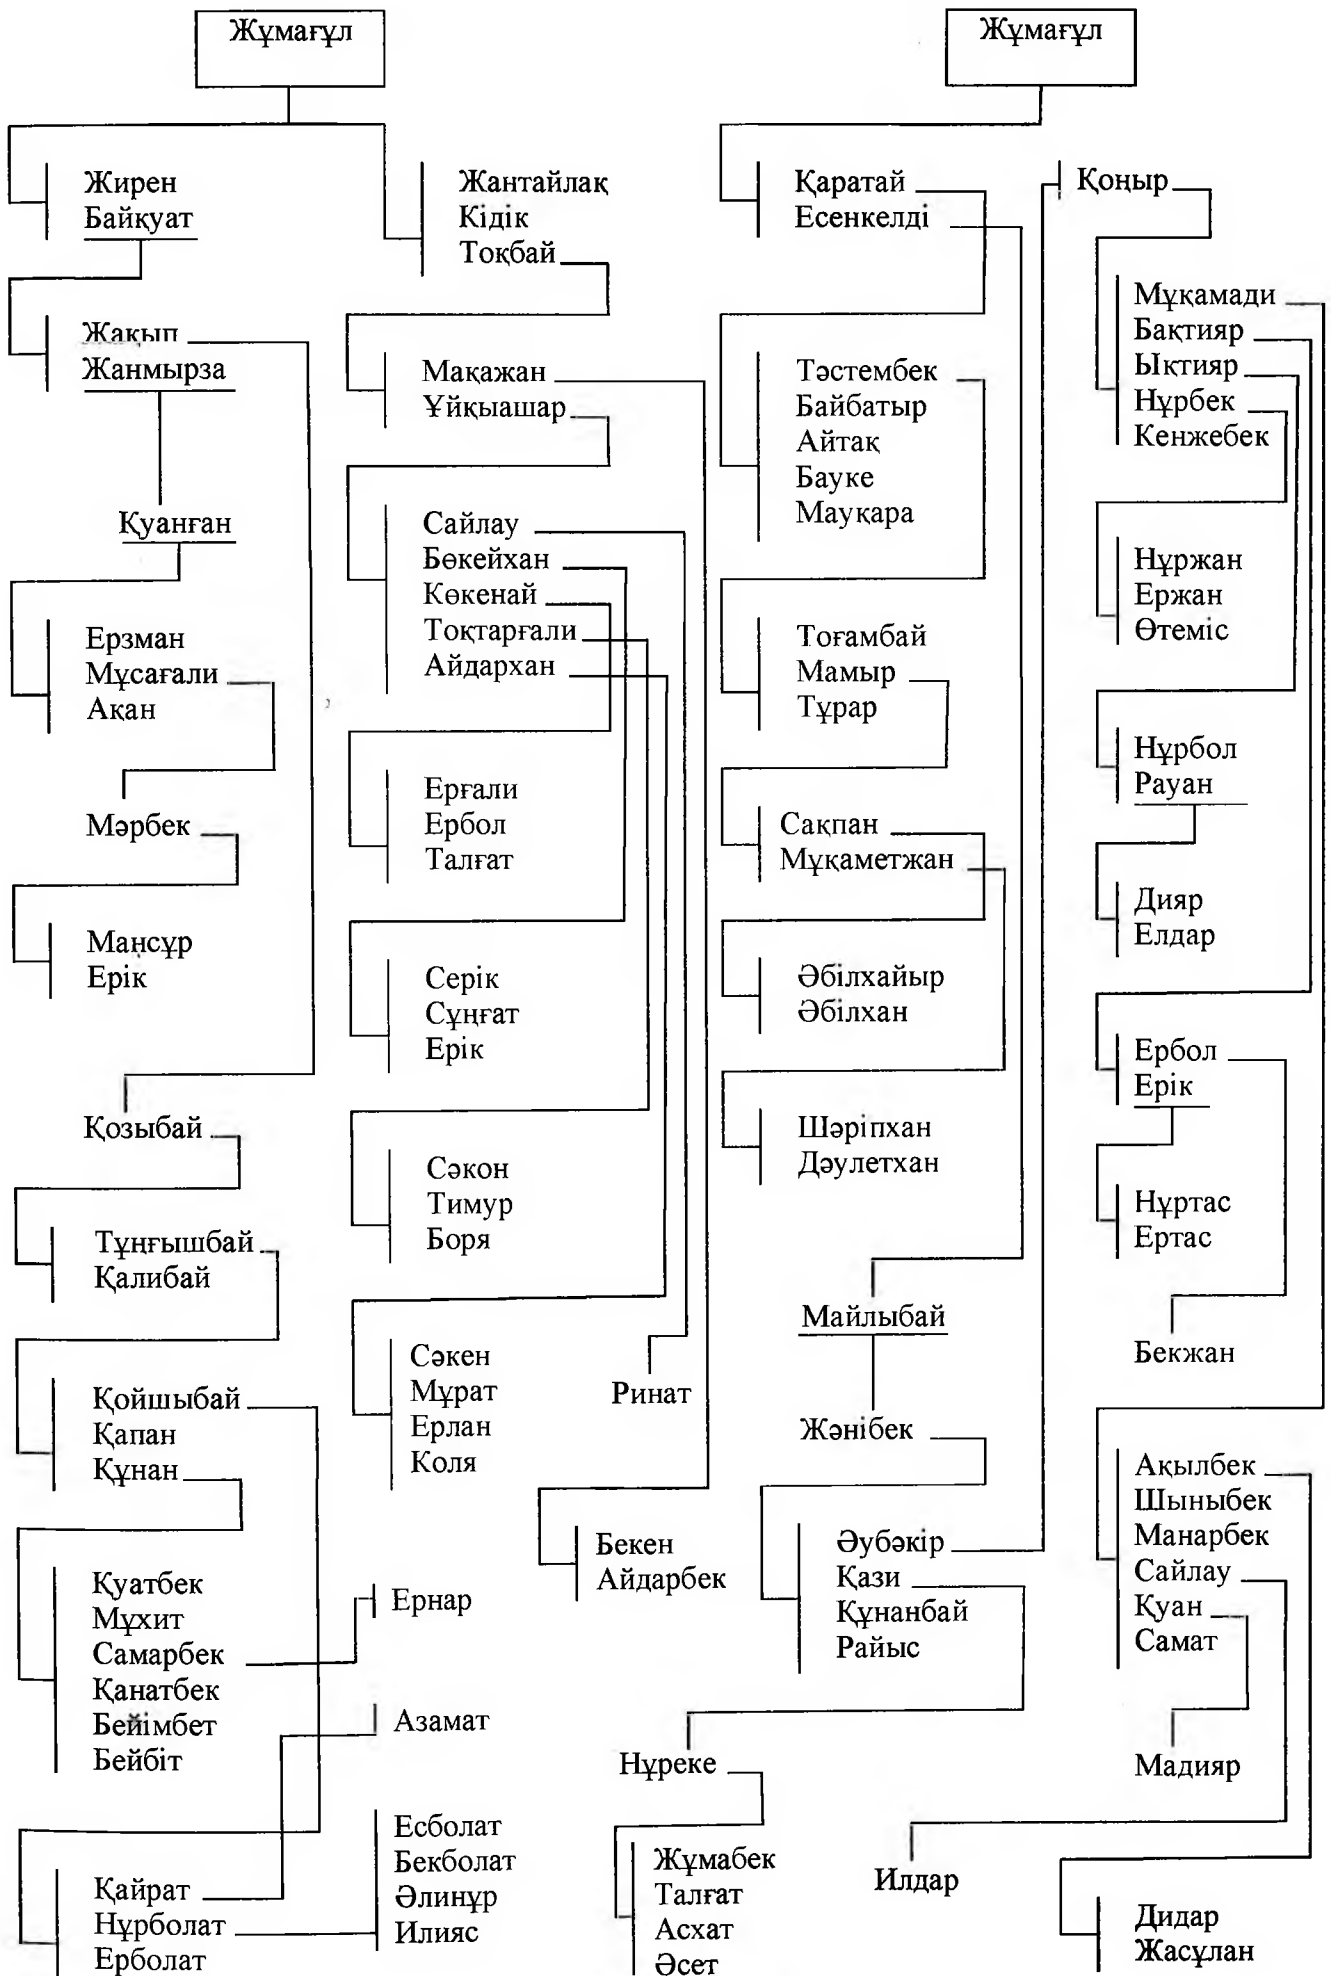 Жұмағұл
Жирен
Байқуат
Жақып
Жанмырза
Қуанған
Ерзман
Мұсағали
Ақан
Мәрбек
Мансұр
Ерік
Қозыбай
Тұңғышбай
Қалибай
Қойшыбай
Қапан
Құнан
Қуатбек
Мұхит
Самарбек
Қанатбек
Бейімбет
Бейбіт
Қайрат
Нұрболат
Ерболат
Жантайлақ
Кідік
Тоқбай
Мақажан
Ұйқыашар
Сайлау
Бөкейхан
Көкенай
Тоқтарғали
Айдархан
Ерғали
Ербол
Талғат
Серік
Сұңғат
Ерік
Сәкон
Тимур
Боря
Сәкен
Мұрат
Ерлан
Коля
Ринат
Бекен
Айдарбек
Ернар
Азамат
Есболат
Бекболат
Әлинұр
Илияс
Жұмағұл
Қаратай
Есенкелді
Тәстембек
Байбатыр
Айтақ
Бауке
Мауқара
Тоғамбай
Мамыр
Тұрар
Сақпан
Мұқаметжан
Әбілхайыр
Әбілхан
Шәріпхан
Дәулетхан
Майлыбай
Жәнібек
Әубәкір
Қази
Құнанбай
Райыс
Нұреке
Жұмабек
Талғат
Асхат
Әсет
Қоңыр
Мұқамади
Бақтияр
Ықтияр
Нұрбек
Кенжебек
Нұржан
Ержан
Өтеміс
Нұрбол
Рауан
Дияр
Елдар
Ербол
Ерік
Нұртас
Ертас
Бекжан
Ақылбек
Шыныбек
Манарбек
Сайлау
Қуан
Самат
Мадияр
Илдар
Дидар
Жасұлан